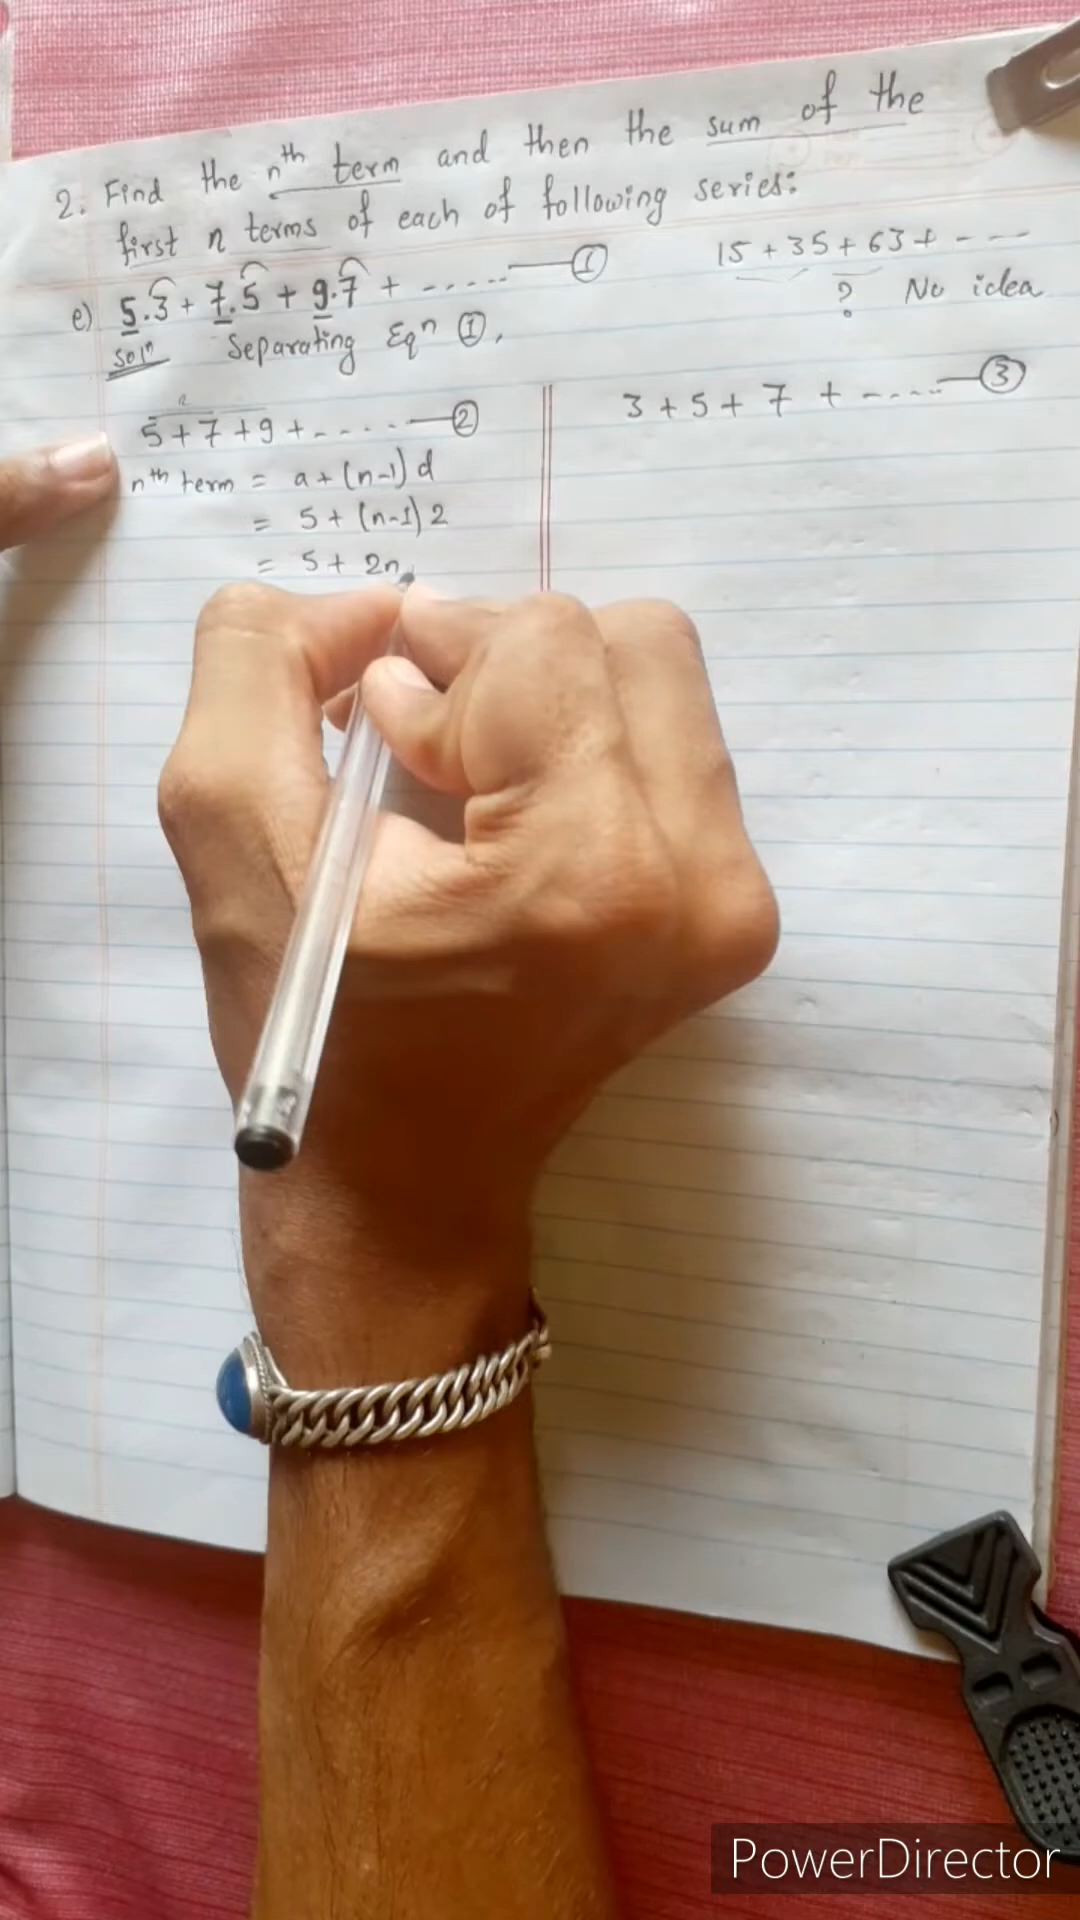 2. Find the nth term and then the sum of the
first n terms of each of following series:
e) 5.3 + 7.5 + 9.7 + ...... ①
15 + 35 + 63 + - - -
? No idea
Soln Separating Eqn ①,
5 + 7 + 9 + ..... ②
nth term = a + (n-1) d
= 5 + (n-1) 2
= 5 + 2n
3 + 5 + 7 + ..... ③
PowerDirector